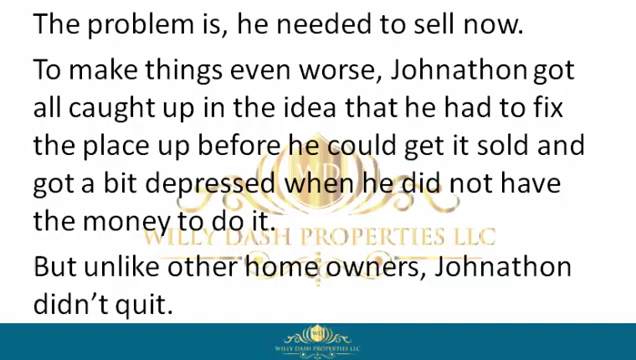 The problem is, he needed to sell now.
To make things even worse, Johnathon got
all caught up in the idea that he had to fix
the place up before he could get it sold and
got a bit depressed when he did not have
the money to do it.
WILLY DASH PROPERTIES LLC
But unlike other home owners, Johnathon
didn't quit.
WILLY DASH PROPERTIES LLC